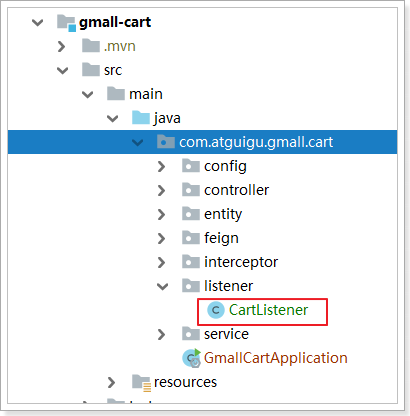 gmall-cart
.mvn
src
main
java
com.atguigu.gmall.cart
config
controller
entity
feign
interceptor
listener
CartListener
service
GmallCartApplication
resources